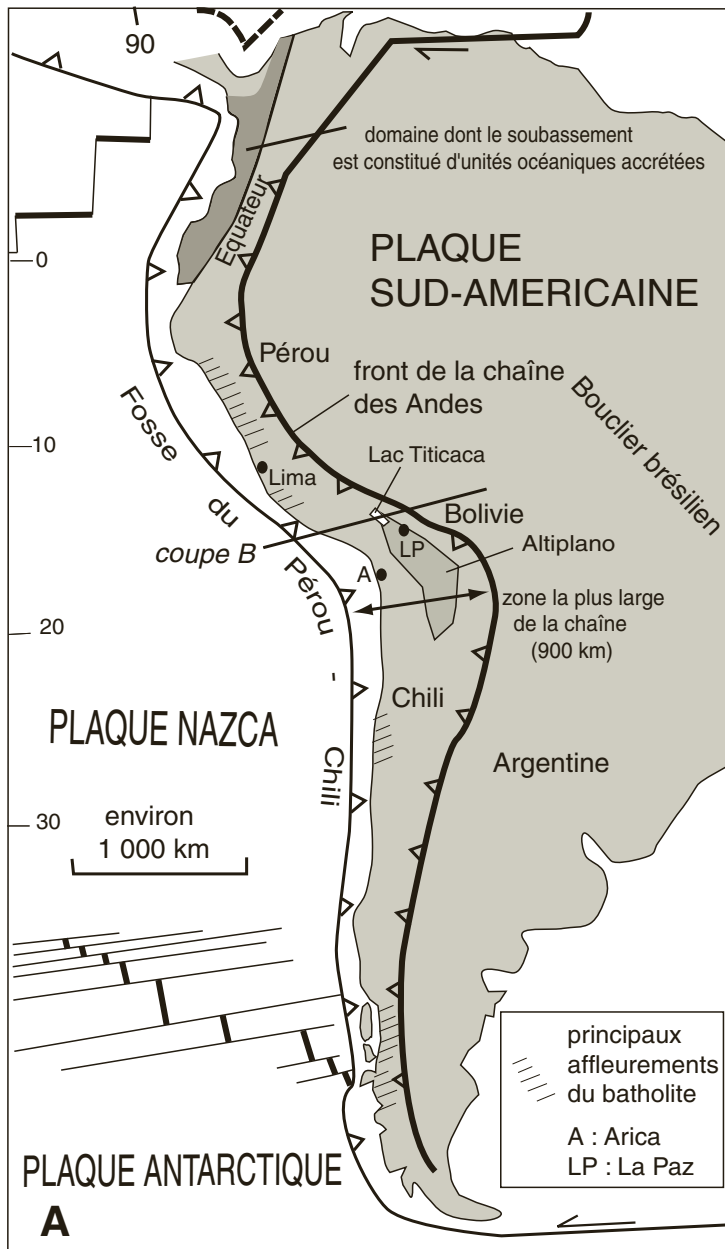 90
domaine dont le soubassement
est constitué d'unités océaniques accrétées
Equateur
0
PLAQUE
SUD-AMERICAINE
Pérou
front de la chaîne
des Andes
Bouclier brésilien
Fosse du Pérou - Chili
10
Lima
Lac Titicaca
Bolivie
LP
Altiplano
coupe B
A
zone la plus large
de la chaîne
(900 km)
20
Chili
PLAQUE NAZCA
Argentine
30
environ
1 000 km
principaux
affleurements
du batholite
A : Arica
LP : La Paz
PLAQUE ANTARCTIQUE
A